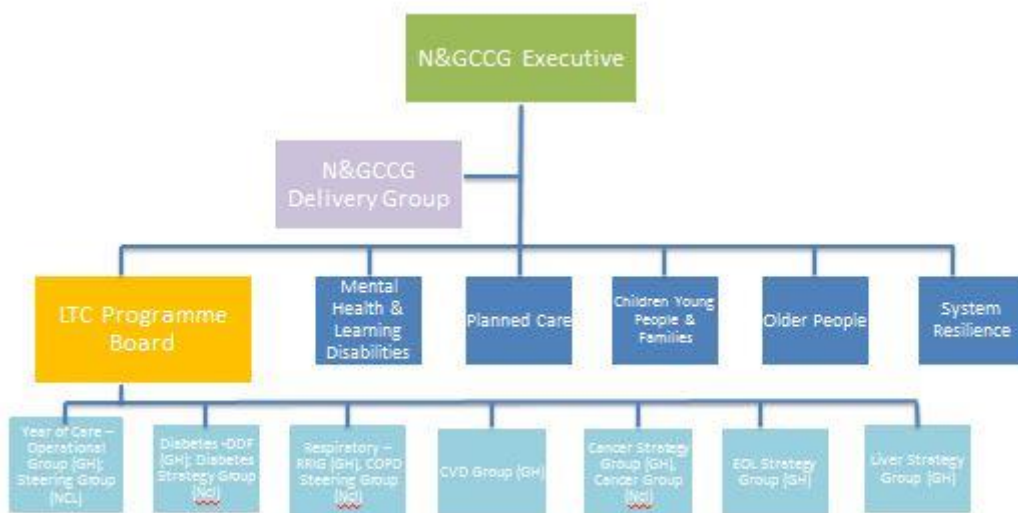 N&GCCG Executive
N&GCCG
Delivery Group
LTC Programme
Board
Mental
Health &
Learning
Disabilities
Planned Care
Children Young
People &
Families
Older People
System
Resilience
Year of Care –
Operational
Group (GH);
Steering Group
(NCL)
Diabetes -DDF
(GH); Diabetes
Strategy Group
(Ncl)
Respiratory –
RRIG (GH), COPD
Steering Group (Ncl)
CVD Group (GH)
Cancer Strategy
Group (GH),
Cancer Group
(Ncl)
EOL Strategy
Group (GH)
Liver Strategy
Group (GH)